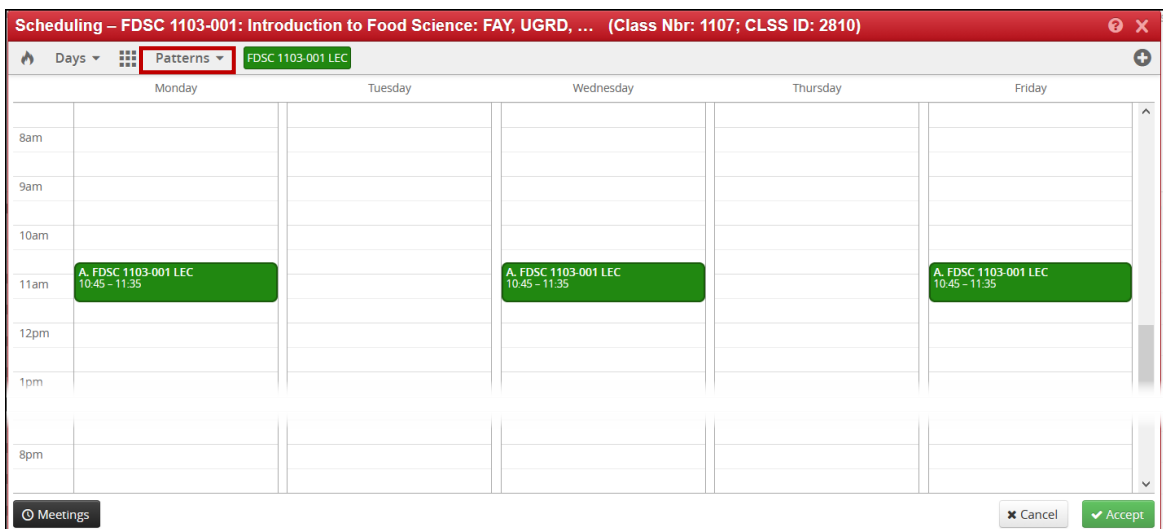 Scheduling – FDSC 1103-001: Introduction to Food Science: FAY, UGRD, … (Class Nbr: 1107; CLSS ID: 2810)
Days Patterns FDSC 1103-001 LEC
Monday Tuesday Wednesday Thursday Friday
8am
9am
10am
A. FDSC 1103-001 LEC A. FDSC 1103-001 LEC A. FDSC 1103-001 LEC
11am 10:45 – 11:35 10:45 – 11:35 10:45 – 11:35
12pm
1pm
8pm
Meetings Cancel Accept